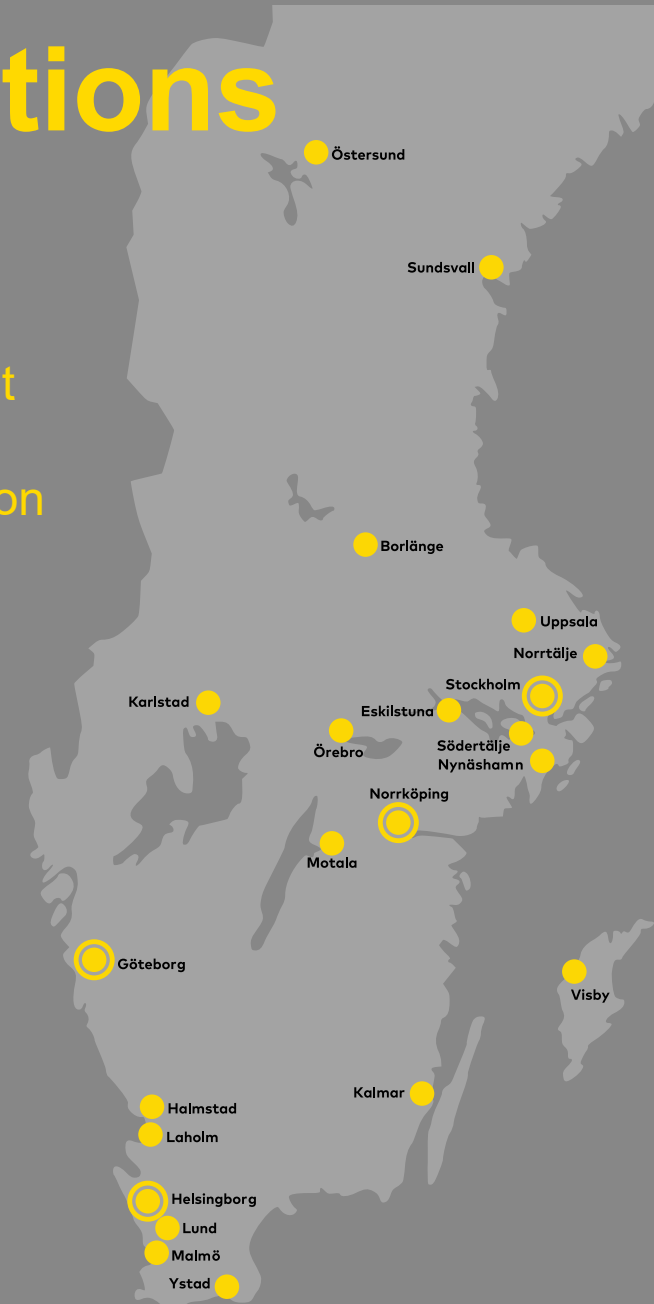 tions
Östersund
Sundsvall
t
on
Borlänge
Uppsala
Norrtälje
Stockholm
Karlstad
Eskilstuna
Örebro
Södertälje
Nynäshamn
Norrköping
Motala
Göteborg
Visby
Kalmar
Halmstad
Laholm
Helsingborg
Lund
Malmö
Ystad